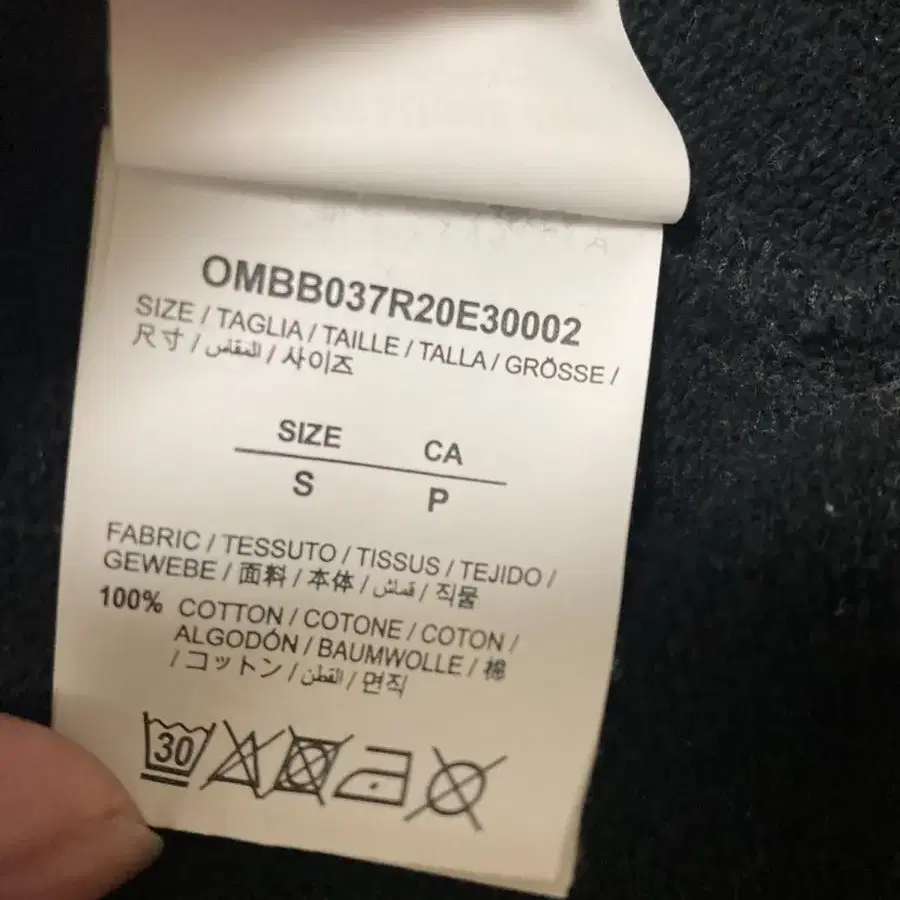 OMBB037R20E30002
SIZE / TAGLIA / TAILLE / TALLA / GRÖSSE /
尺寸 / المقاس / 사이즈
SIZE CA
S P
FABRIC / TESSUTO / TISSUS / TEJIDO /
GEWEBE / 面料 / 本体 / قماش / 직물
100% COTTON / COTONE / COTON /
ALGODÓN / BAUMWOLLE / 棉
/ コットン / القطن / 면직
30